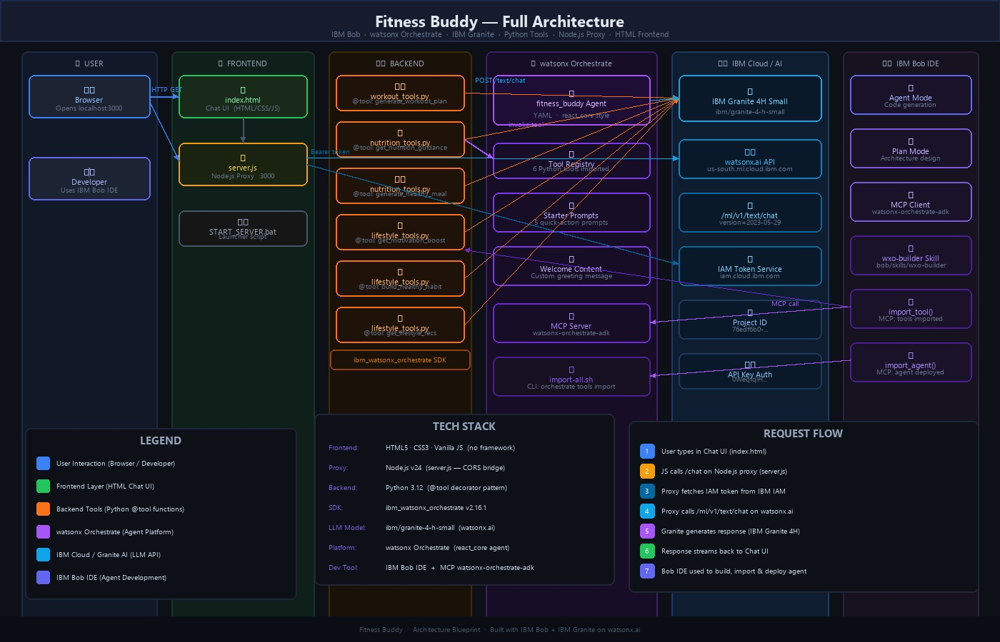 Fitness Buddy — Full Architecture
IBM Bob · watsonx Orchestrate · IBM Granite · Python Tools · Node.js Proxy · HTML Frontend
USER
Browser
Opens localhost:3000
Developer
Uses IBM Bob IDE
HTTP GET
FRONTEND
index.html
Chat UI (HTML/CSS/JS)
server.js
Node.js Proxy :3000
START_SERVER.bat
Launcher script
Bearer token
BACKEND
workout_tools.py
@tool: generate_workout_plan
nutrition_tools.py
@tool: get_nutrition_guidance
nutrition_tools.py
@tool: generate_healthy_meal
lifestyle_tools.py
@tool: get_motivation_boost
lifestyle_tools.py
@tool: build_healthy_habit
lifestyle_tools.py
@tool: get_lifestyle_recs
ibm_watsonx_orchestrate SDK
watsonx Orchestrate
POST /text/chat
fitness_buddy Agent
YAML · react_core style
invoke tool
Tool Registry
6 Python tools imported
Starter Prompts
5 quick-action prompts
Welcome Content
Custom greeting message
MCP Server
watsonx-orchestrate-adk
import-all.sh
CLI: orchestrate tools import
IBM Cloud / AI
IBM Granite 4H Small
ibm/granite-4-h-small
watsonx.ai API
us-south.ml.cloud.ibm.com
/ml/v1/text/chat
version=2023-05-29
IAM Token Service
iam.cloud.ibm.com
MCP call
Project ID
76edf6b0-...
API Key Auth
0WeqfqiH...
IBM Bob IDE
Agent Mode
Code generation
Plan Mode
Architecture design
MCP Client
watsonx-orchestrate-adk
wxo-builder Skill
.bob/skills/wxo-builder
import_tool()
MCP: tools imported
import_agent()
MCP: agent deployed
LEGEND
User Interaction (Browser / Developer)
Frontend Layer (HTML Chat UI)
Backend Tools (Python @tool functions)
watsonx Orchestrate (Agent Platform)
IBM Cloud / Granite AI (LLM API)
IBM Bob IDE (Agent Development)
TECH STACK
Frontend: HTML5 · CSS3 · Vanilla JS (no framework)
Proxy: Node.js v24 (server.js — CORS bridge)
Backend: Python 3.12 (@tool decorator pattern)
SDK: ibm_watsonx_orchestrate v2.16.1
LLM Model: ibm/granite-4-h-small (watsonx.ai)
Platform: watsonx Orchestrate (react_core agent)
Dev Tool: IBM Bob IDE + MCP watsonx-orchestrate-adk
REQUEST FLOW
1 User types in Chat UI (index.html)
2 JS calls /chat on Node.js proxy (server.js)
3 Proxy fetches IAM token from IBM IAM
4 Proxy calls /ml/v1/text/chat on watsonx.ai
5 Granite generates response (IBM Granite 4H)
6 Response streams back to Chat UI
7 Bob IDE used to build, import & deploy agent
Fitness Buddy · Architecture Blueprint · Built with IBM Bob + IBM Granite on watsonx.ai